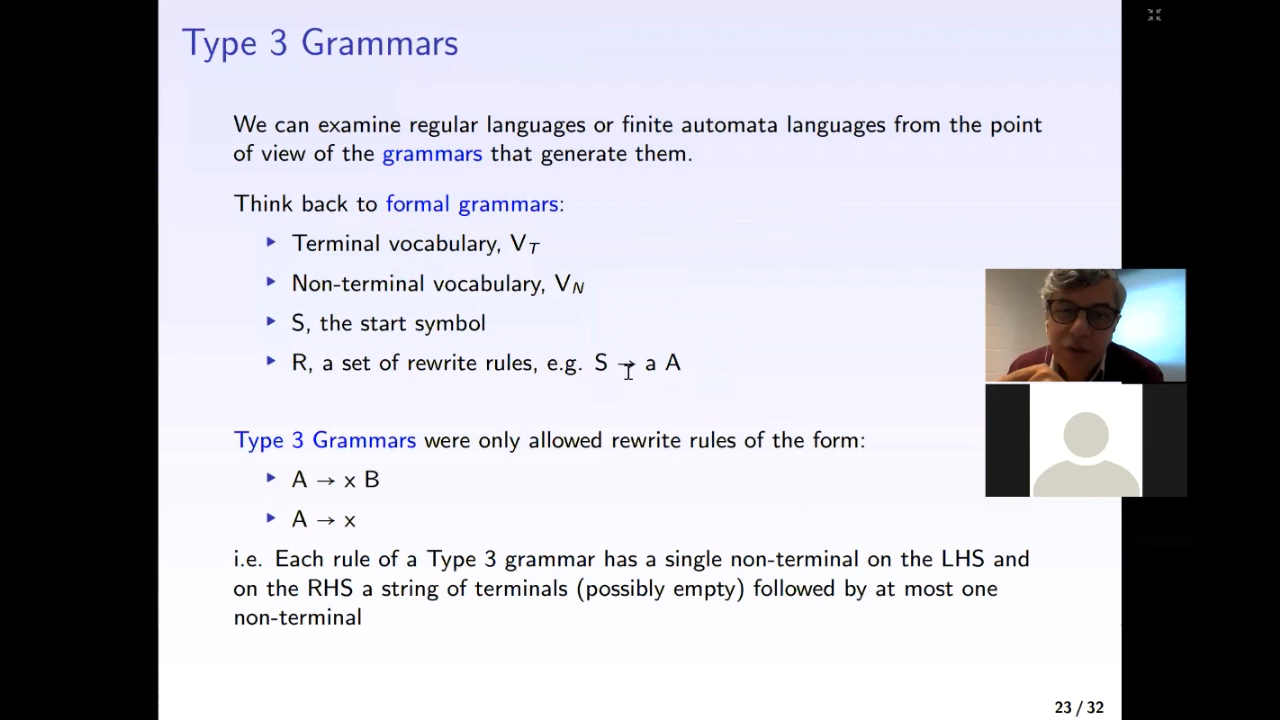 Type 3 Grammars
We can examine regular languages or finite automata languages from the point
of view of the grammars that generate them.
Think back to formal grammars:
Terminal vocabulary, V_T
Non-terminal vocabulary, V_N
S, the start symbol
R, a set of rewrite rules, e.g. S → a A
Type 3 Grammars were only allowed rewrite rules of the form:
A → x B
A → x
i.e. Each rule of a Type 3 grammar has a single non-terminal on the LHS and
on the RHS a string of terminals (possibly empty) followed by at most one
non-terminal
23 / 32